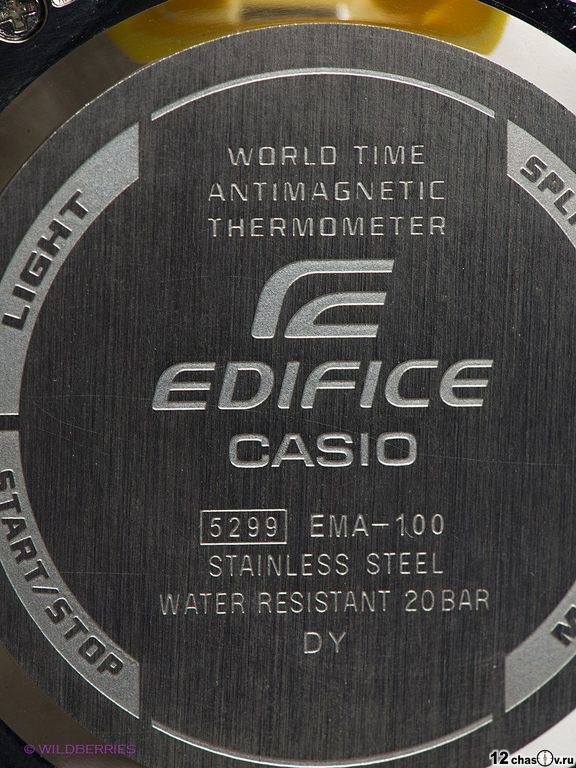 WORLD TIME
ANTIMAGNETIC
THERMOMETER
LIGHT
EDIFICE
CASIO
5299 EMA-100
STAINLESS STEEL
WATER RESISTANT 20BAR
DY
START/STOP
© WILDBERRIES
12chasov.ru